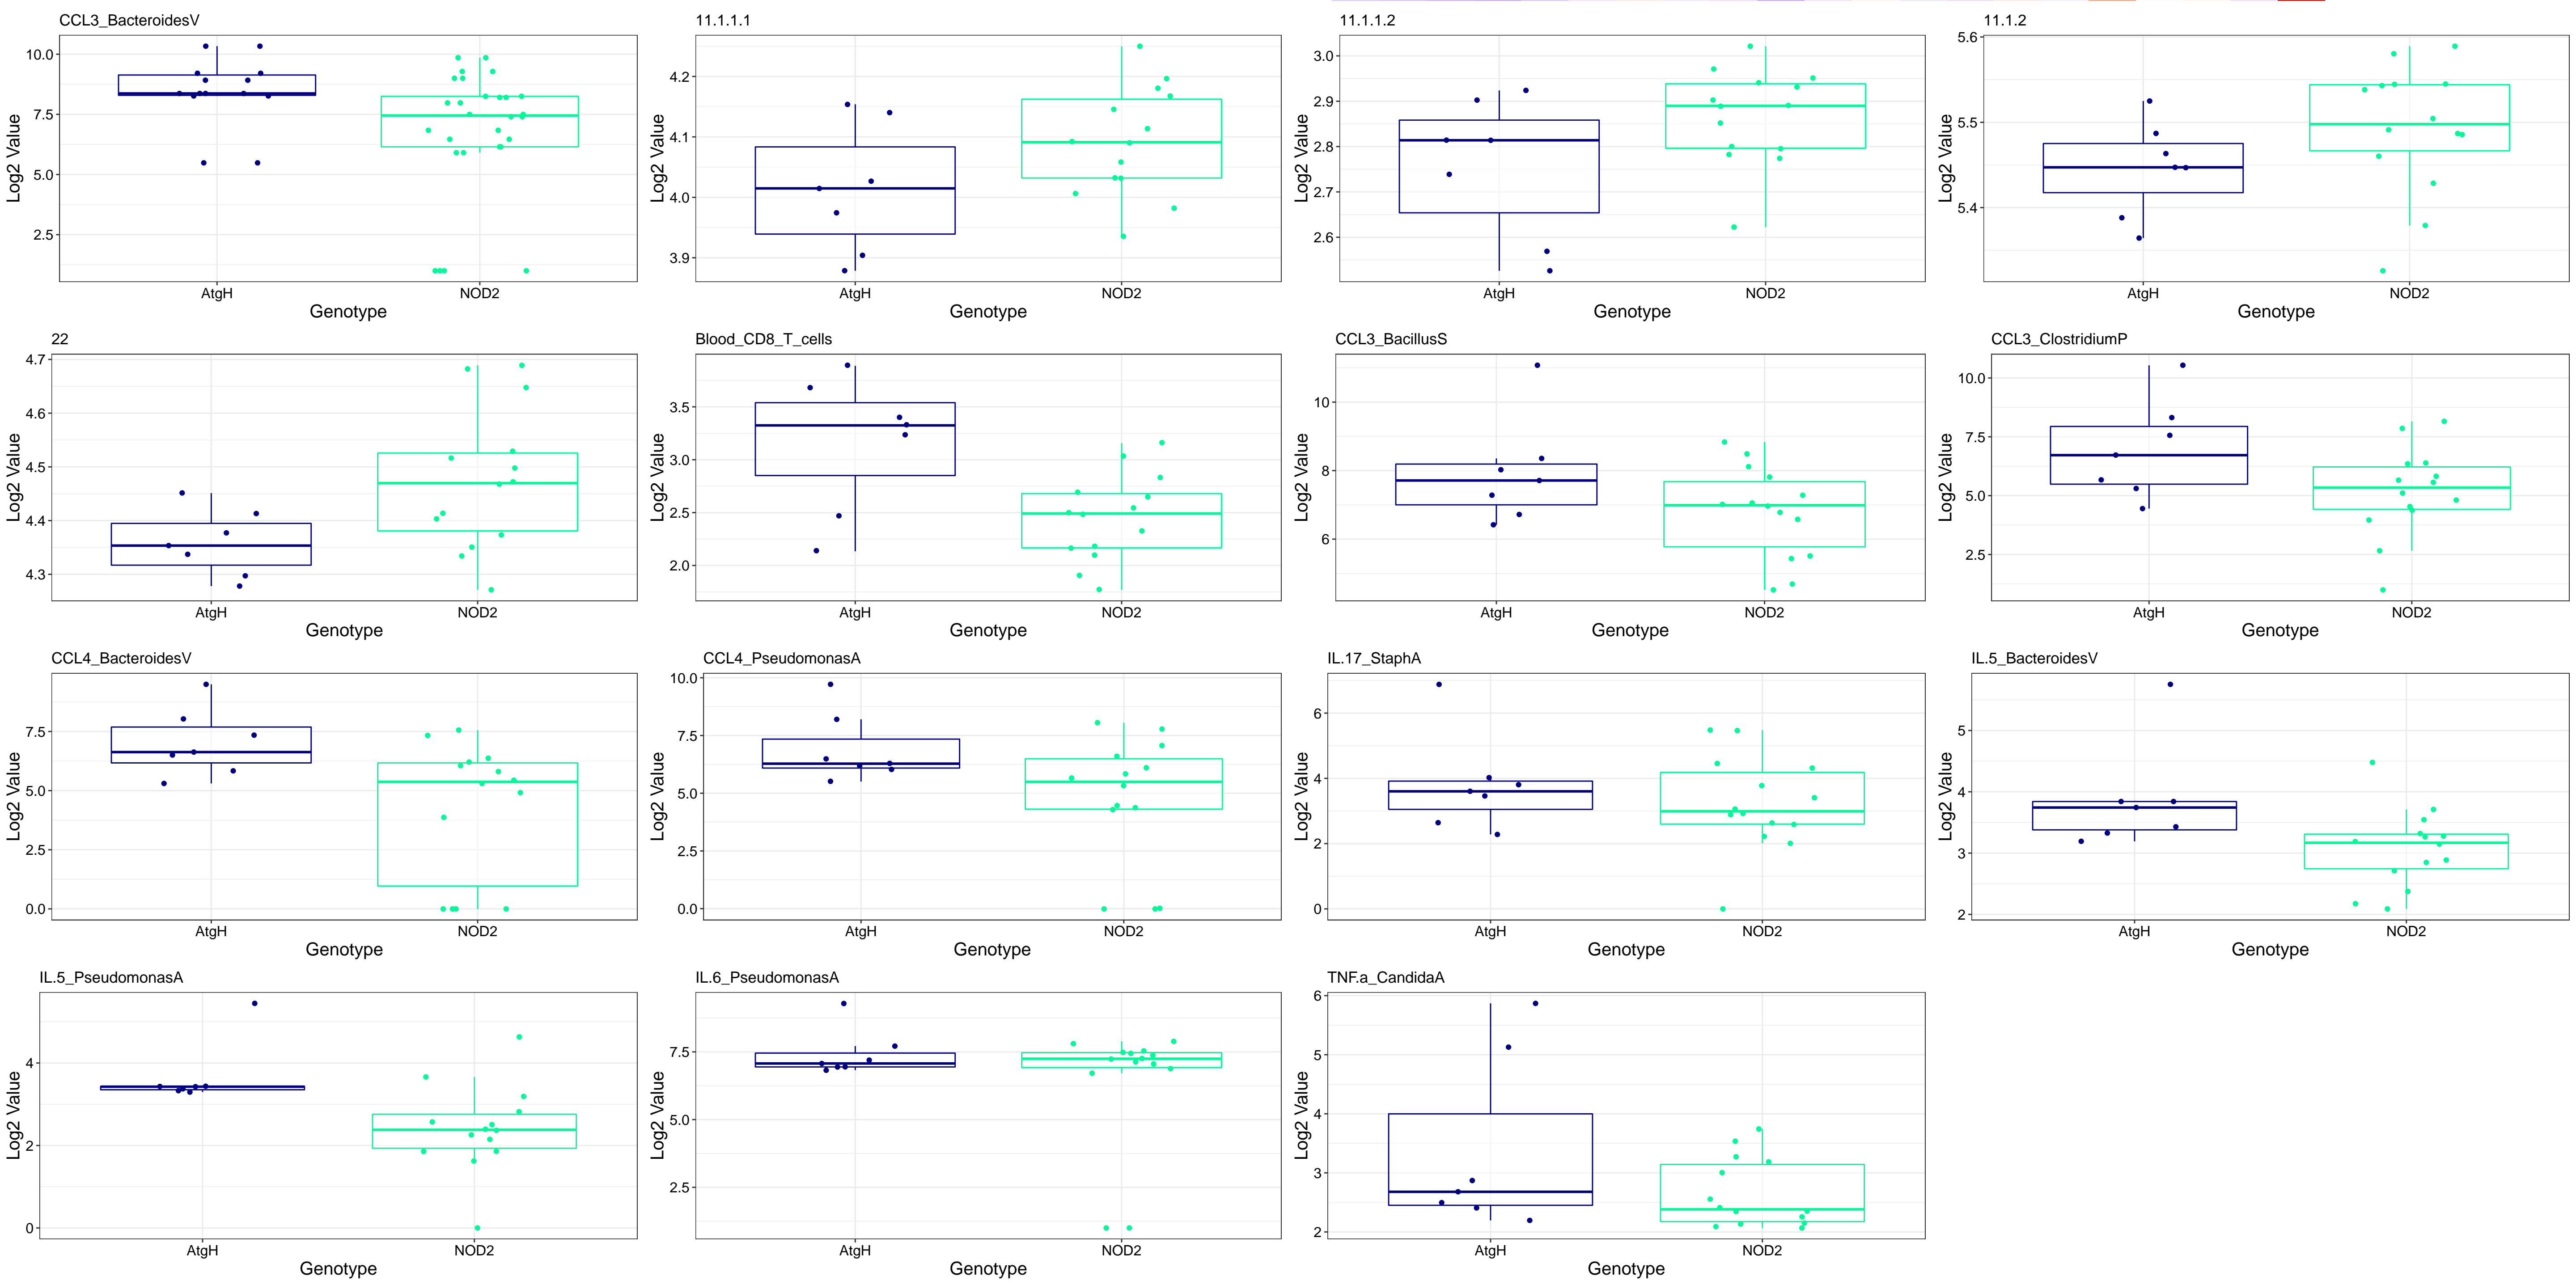 CCL3_BacteroidesV
Log2 Value
10.0
7.5
5.0
2.5
AtgH
NOD2
Genotype
11.1.1.1
Log2 Value
4.2
4.1
4.0
3.9
AtgH
NOD2
Genotype
11.1.1.2
Log2 Value
3.0
2.9
2.8
2.7
2.6
AtgH
NOD2
Genotype
11.1.2
Log2 Value
5.6
5.5
5.4
AtgH
NOD2
Genotype
22
Log2 Value
4.7
4.6
4.5
4.4
4.3
AtgH
NOD2
Genotype
Blood_CD8_T_cells
Log2 Value
3.5
3.0
2.5
2.0
AtgH
NOD2
Genotype
CCL3_BacillusS
Log2 Value
10
8
6
AtgH
NOD2
Genotype
CCL3_ClostridiumP
Log2 Value
10.0
7.5
5.0
2.5
AtgH
NOD2
Genotype
CCL4_BacteroidesV
Log2 Value
7.5
5.0
2.5
0.0
AtgH
NOD2
Genotype
CCL4_PseudomonasA
Log2 Value
10.0
7.5
5.0
2.5
0.0
AtgH
NOD2
Genotype
IL.17_StaphA
Log2 Value
6
4
2
0
AtgH
NOD2
Genotype
IL.5_BacteroidesV
Log2 Value
5
4
3
2
AtgH
NOD2
Genotype
IL.5_PseudomonasA
Log2 Value
4
2
0
AtgH
NOD2
Genotype
IL.6_PseudomonasA
Log2 Value
7.5
5.0
2.5
AtgH
NOD2
Genotype
TNF.a_CandidaA
Log2 Value
6
5
4
3
2
AtgH
NOD2
Genotype